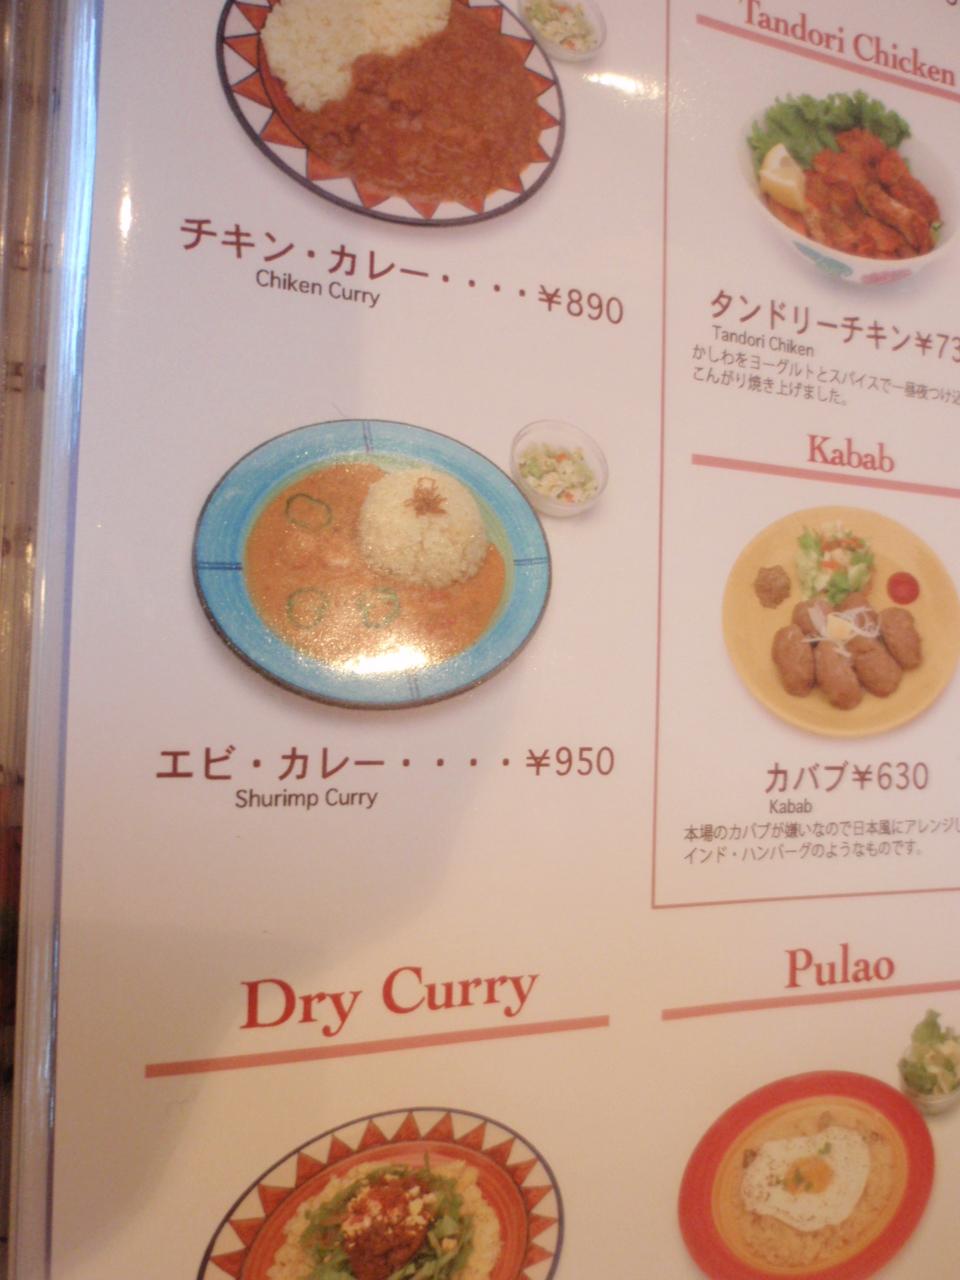 チキン・カレー・・・・¥890
Chiken Curry
エビ・カレー・・・・¥950
Shurimp Curry
Tandori Chicken
タンドリーチキン¥73
Tandori Chiken
かしわをヨーグルトとスパイスで一昼夜つけ込
こんがり焼き上げました。
Kabab
カバブ¥630
Kabab
本場のカバブが嫌いなので日本風にアレンジし
インド・ハンバーグのようなものです。
Dry Curry
Pulao